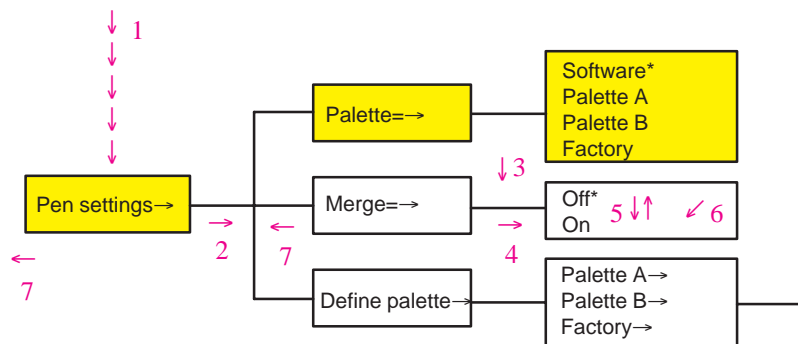 1
Software*
Palette A
Palette B
Factory
Palette=→
3
Pen settings→
Merge=→
Off*
On
5 ↓↑ ↙ 6
2
7
4
7
Define palette→
Palette A→
Palette B→
Factory→